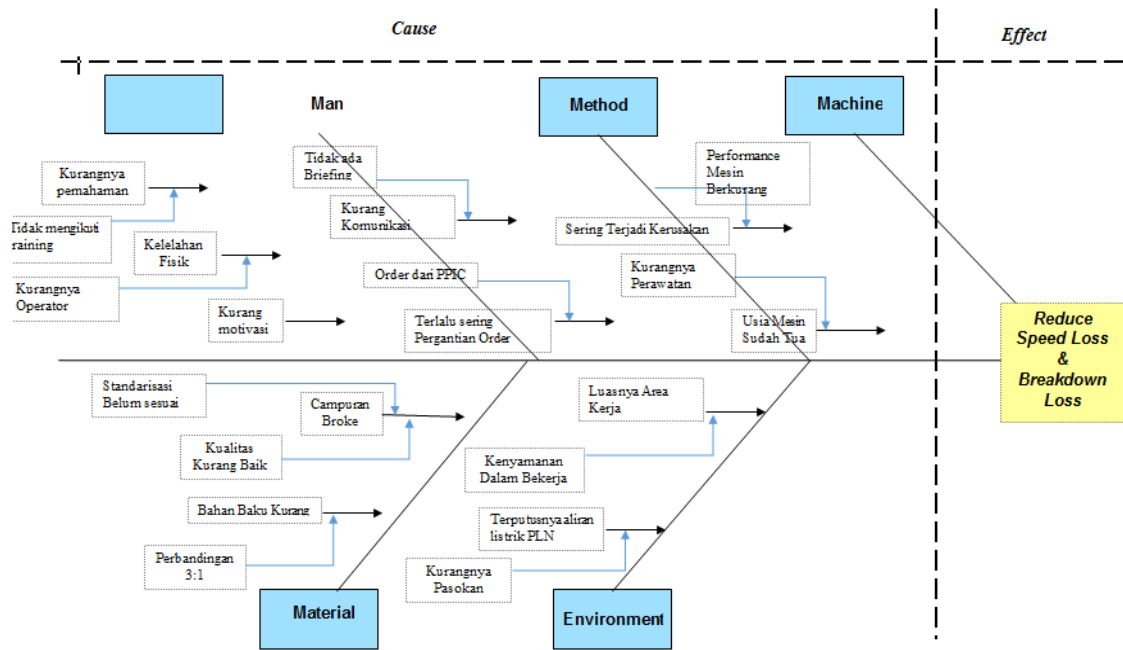 Cause
Effect
Man
Method
Machine
Kurangnya
pemahaman
Tidak mengikuti
raining
Kelelahan
Fisik
Kurangnya
Operator
Kurang
motivasi
Tidak ada
Briefing
Kurang
Komunikasi
Order dari PPIC
Terlalu sering
Pergantian Order
Performance
Mesin
Berkurang
Sering Terjadi Kerusakan
Kurangnya
Perawatan
Usia Mesin
Sudah Tua
Reduce
Speed Loss
&
Breakdown
Loss
Standarisasi
Belum sesuai
Campuran
Broke
Kualitas
Kurang Baik
Bahan Baku Kurang
Perbandingan
3:1
Luasnya Area
Kerja
Kenyamanan
Dalam Bekerja
Terputusnya aliran
listrik PLN
Kurangnya
Pasokan
Material
Environment